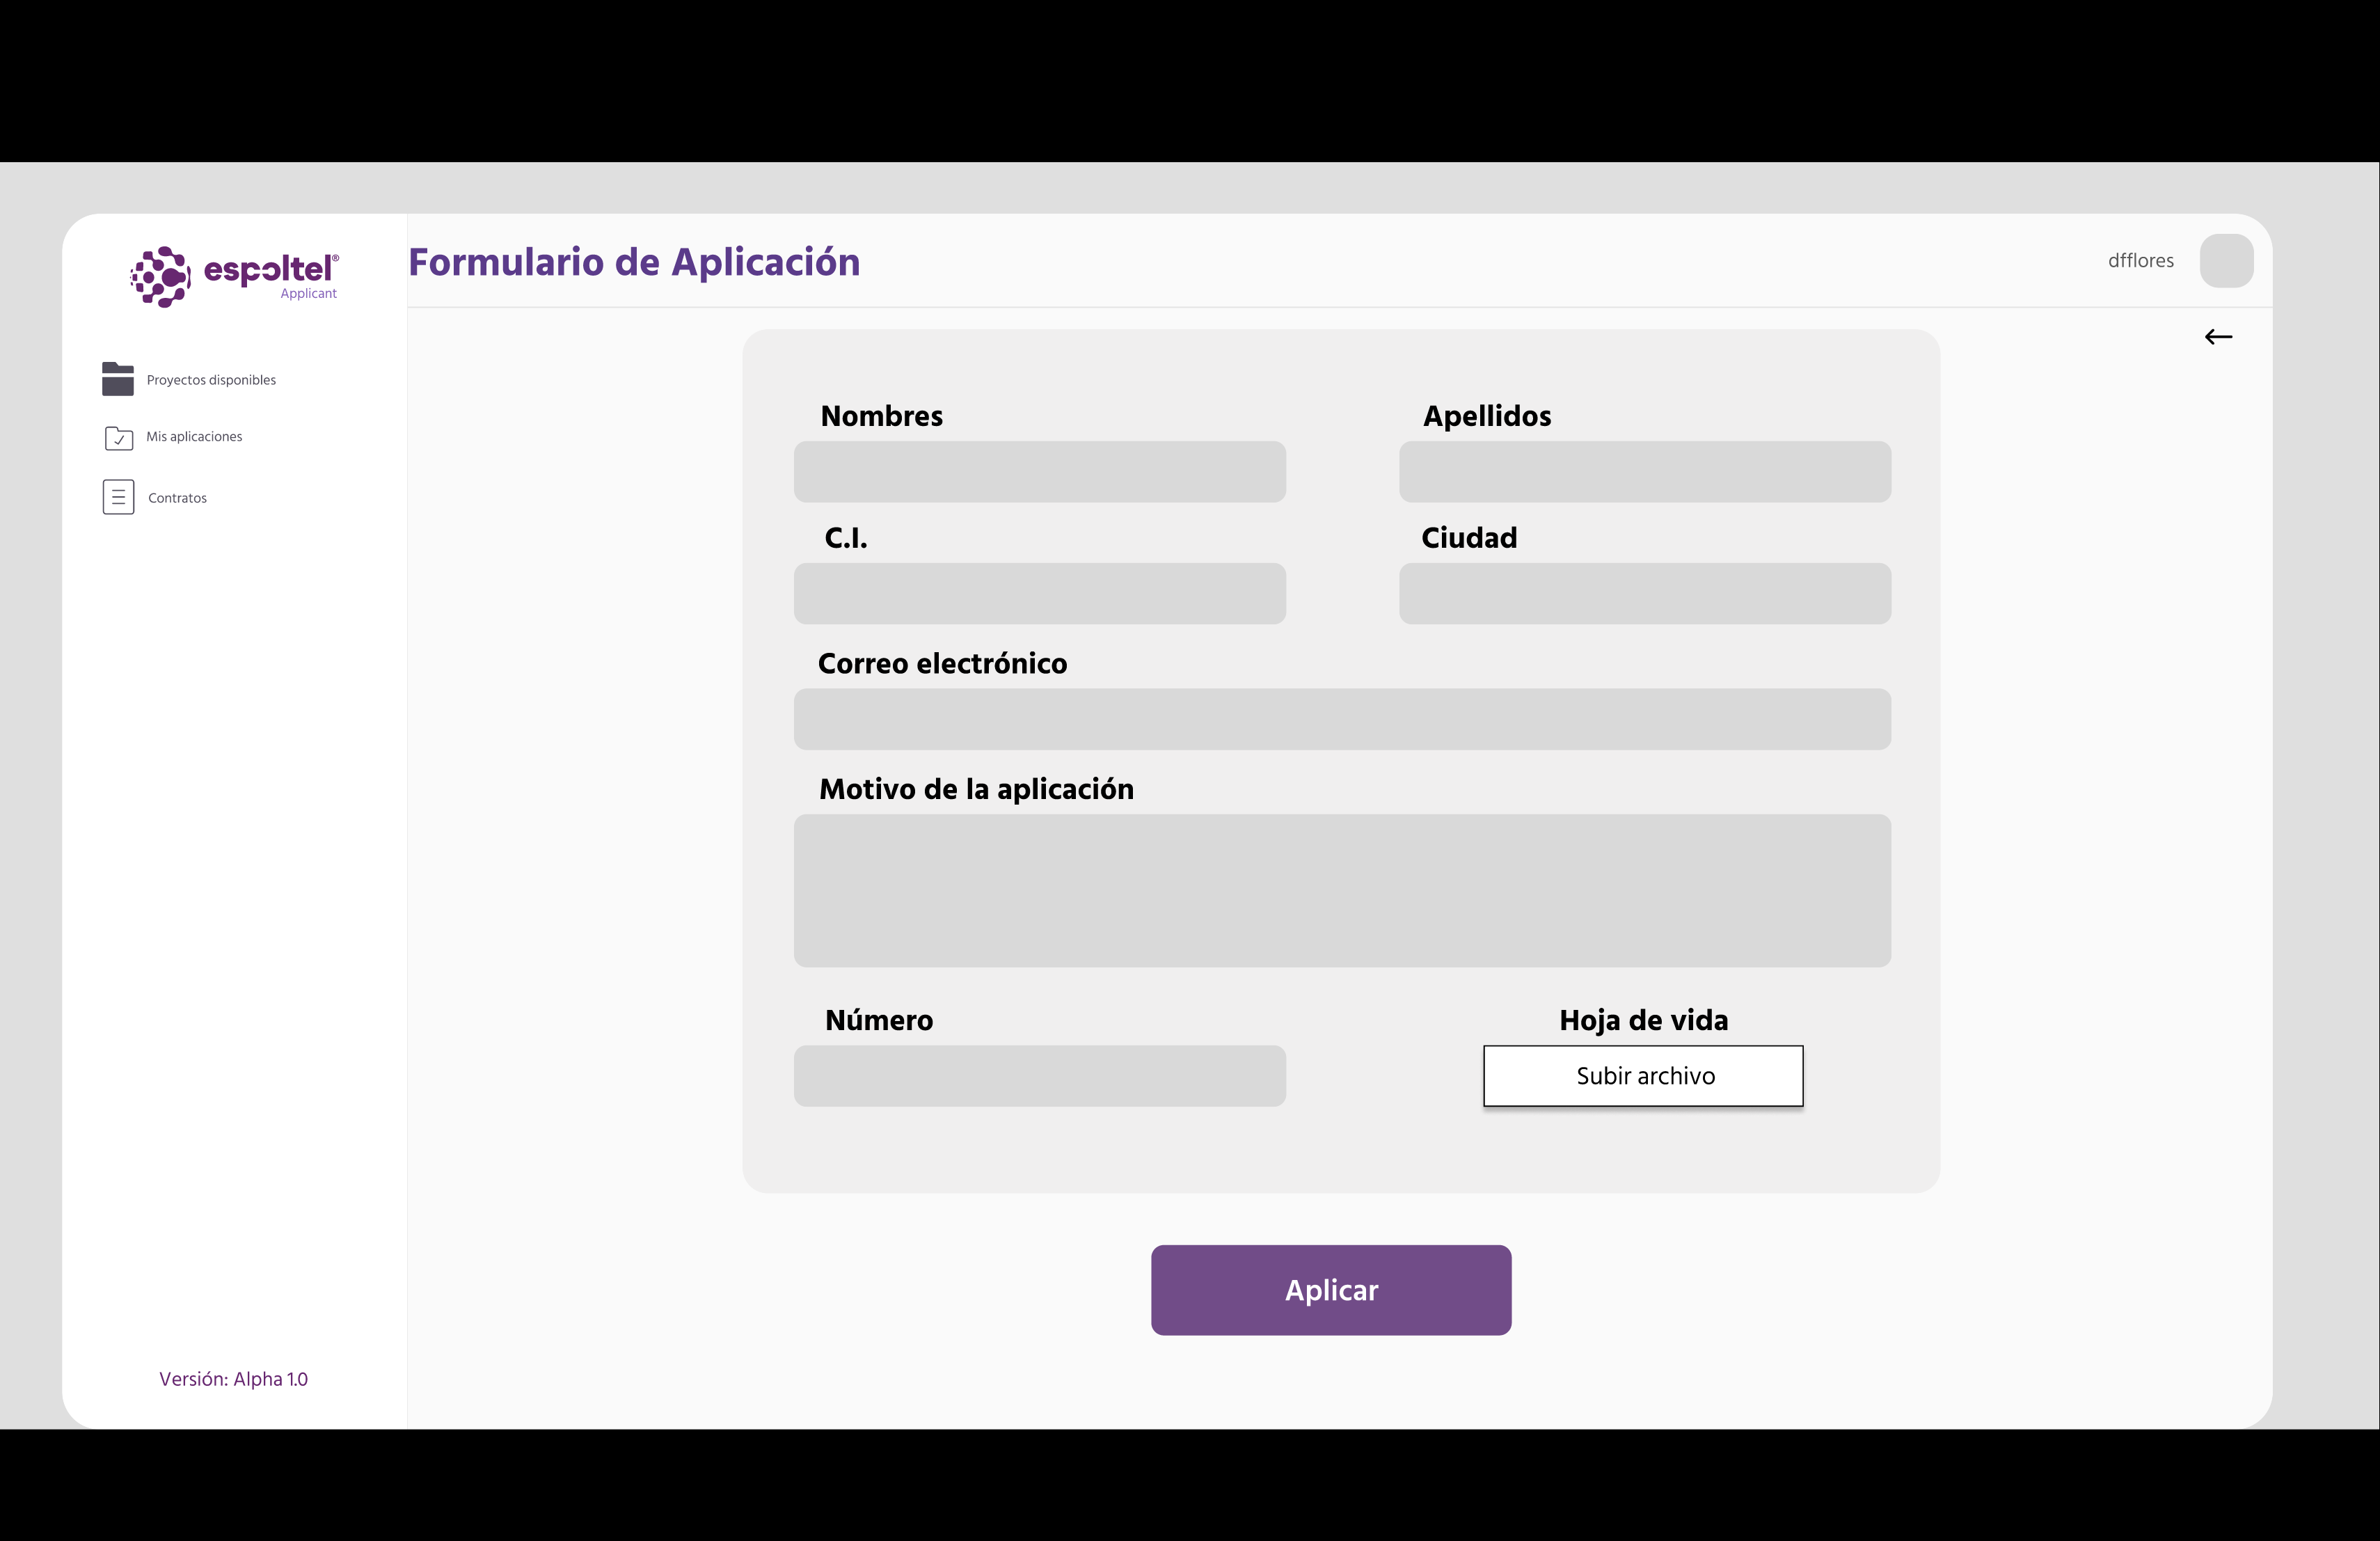 espoltel®
Applicant
Formulario de Aplicación
dfflores
Proyectos disponibles
Mis aplicaciones
Contratos
Nombres
Apellidos
C.I.
Ciudad
Correo electrónico
Motivo de la aplicación
Número
Hoja de vida
Subir archivo
Aplicar
Versión: Alpha 1.0